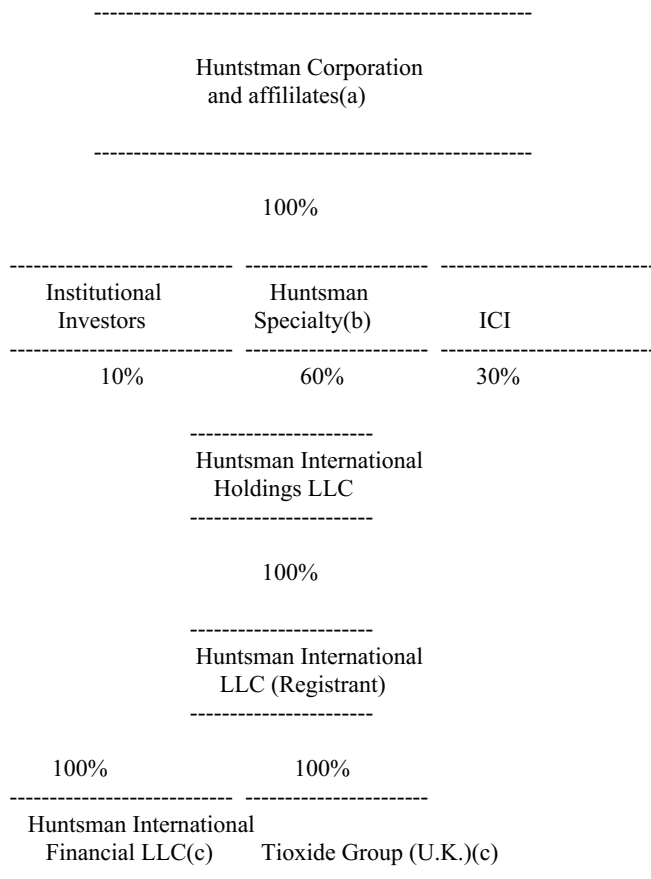 -------------------------------------------------------
Huntstman Corporation
and affililates(a)
-------------------------------------------------------
100%
---------------------------- ----------------------- ---------------------------
Institutional Huntsman
Investors Specialty(b) ICI
---------------------------- ----------------------- ---------------------------
10% 60% 30%
-----------------------
Huntsman International
Holdings LLC
-----------------------
100%
-----------------------
Huntsman International
LLC (Registrant)
-----------------------
100% 100%
---------------------------- -----------------------
Huntsman International
Financial LLC(c) Tioxide Group (U.K.)(c)